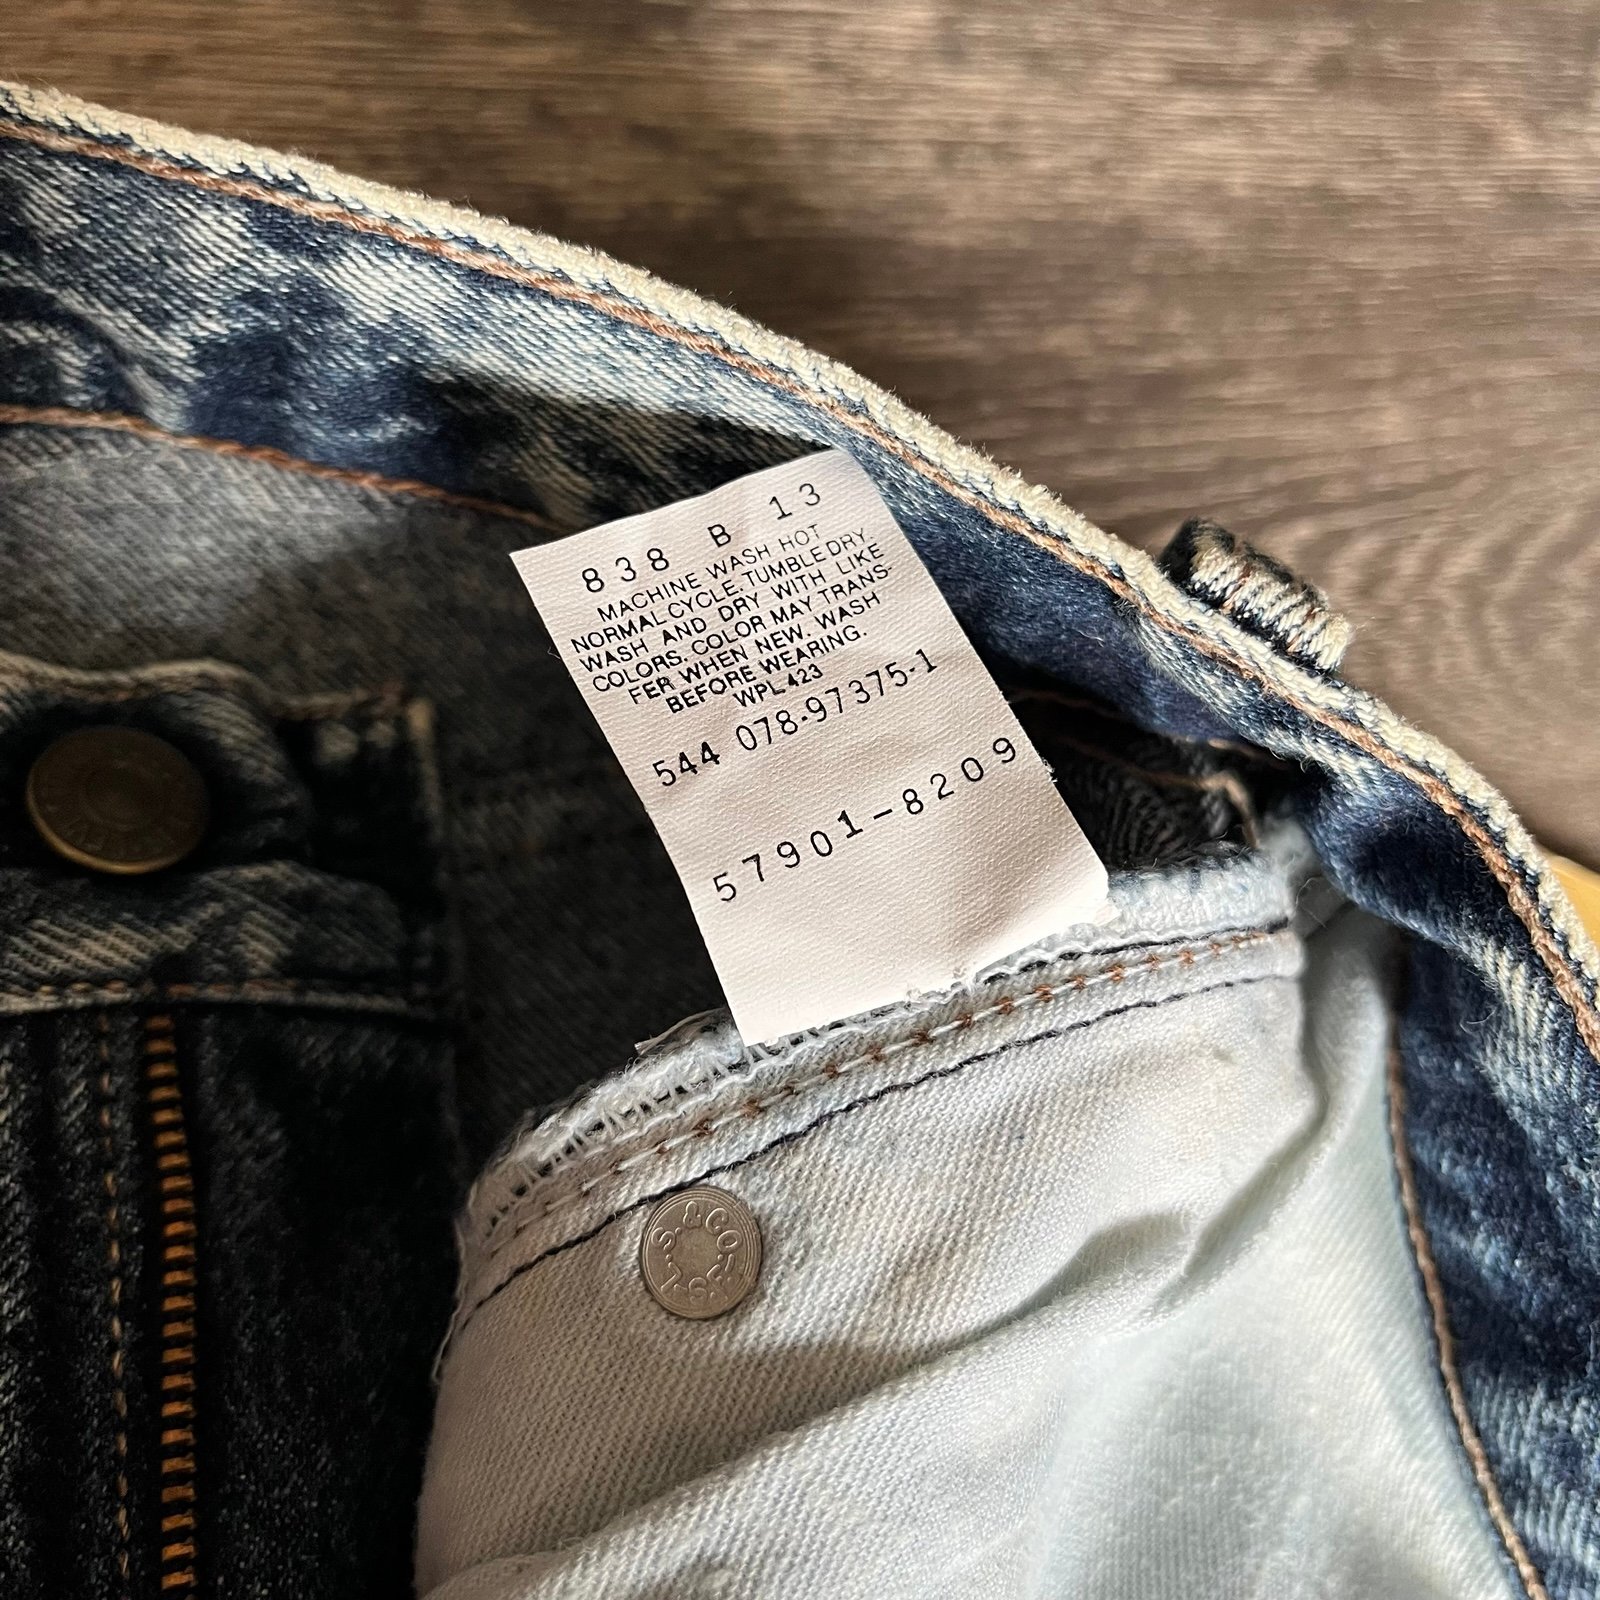 838 B 13
MACHINE WASH HOT
NORMAL CYCLE. TUMBLE DRY.
WASH AND DRY WITH LIKE
COLORS. COLOR MAY TRANS-
FER WHEN NEW. WASH
BEFORE WEARING.
WPL 423
544 078-97375-1
57901-8209
L.S.&CO.